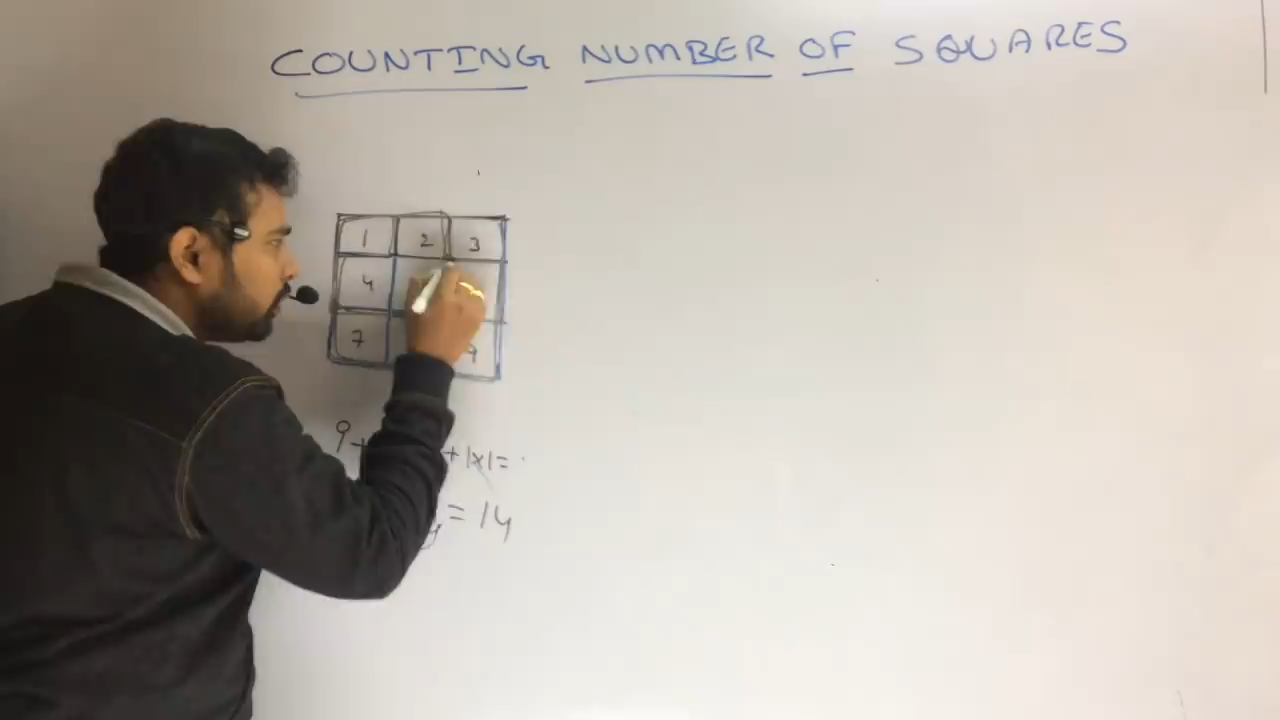 COUNTING NUMBER OF SQUARES
1 2 3
4
7 9
9+ +1x1=
= 14